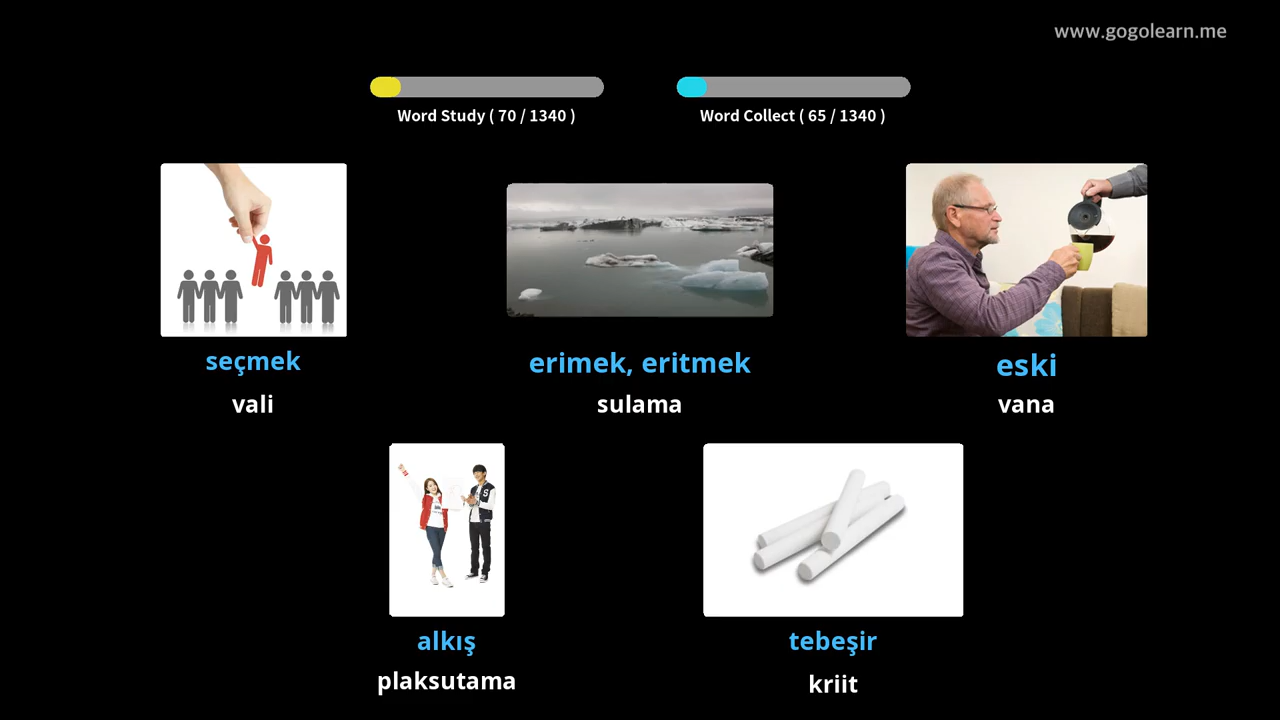 www.gogolearn.me
Word Study ( 70 / 1340 )
Word Collect ( 65 / 1340 )
seçmek
vali
erimek, eritmek
sulama
eski
vana
alkış
plaksutama
tebeşir
kriit